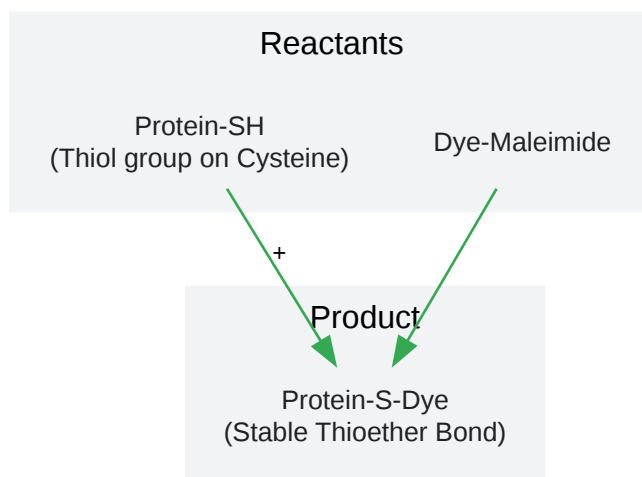 Reactants
Protein-SH
(Thiol group on Cysteine)
Dye-Maleimide
+
Product
Protein-S-Dye
(Stable Thioether Bond)